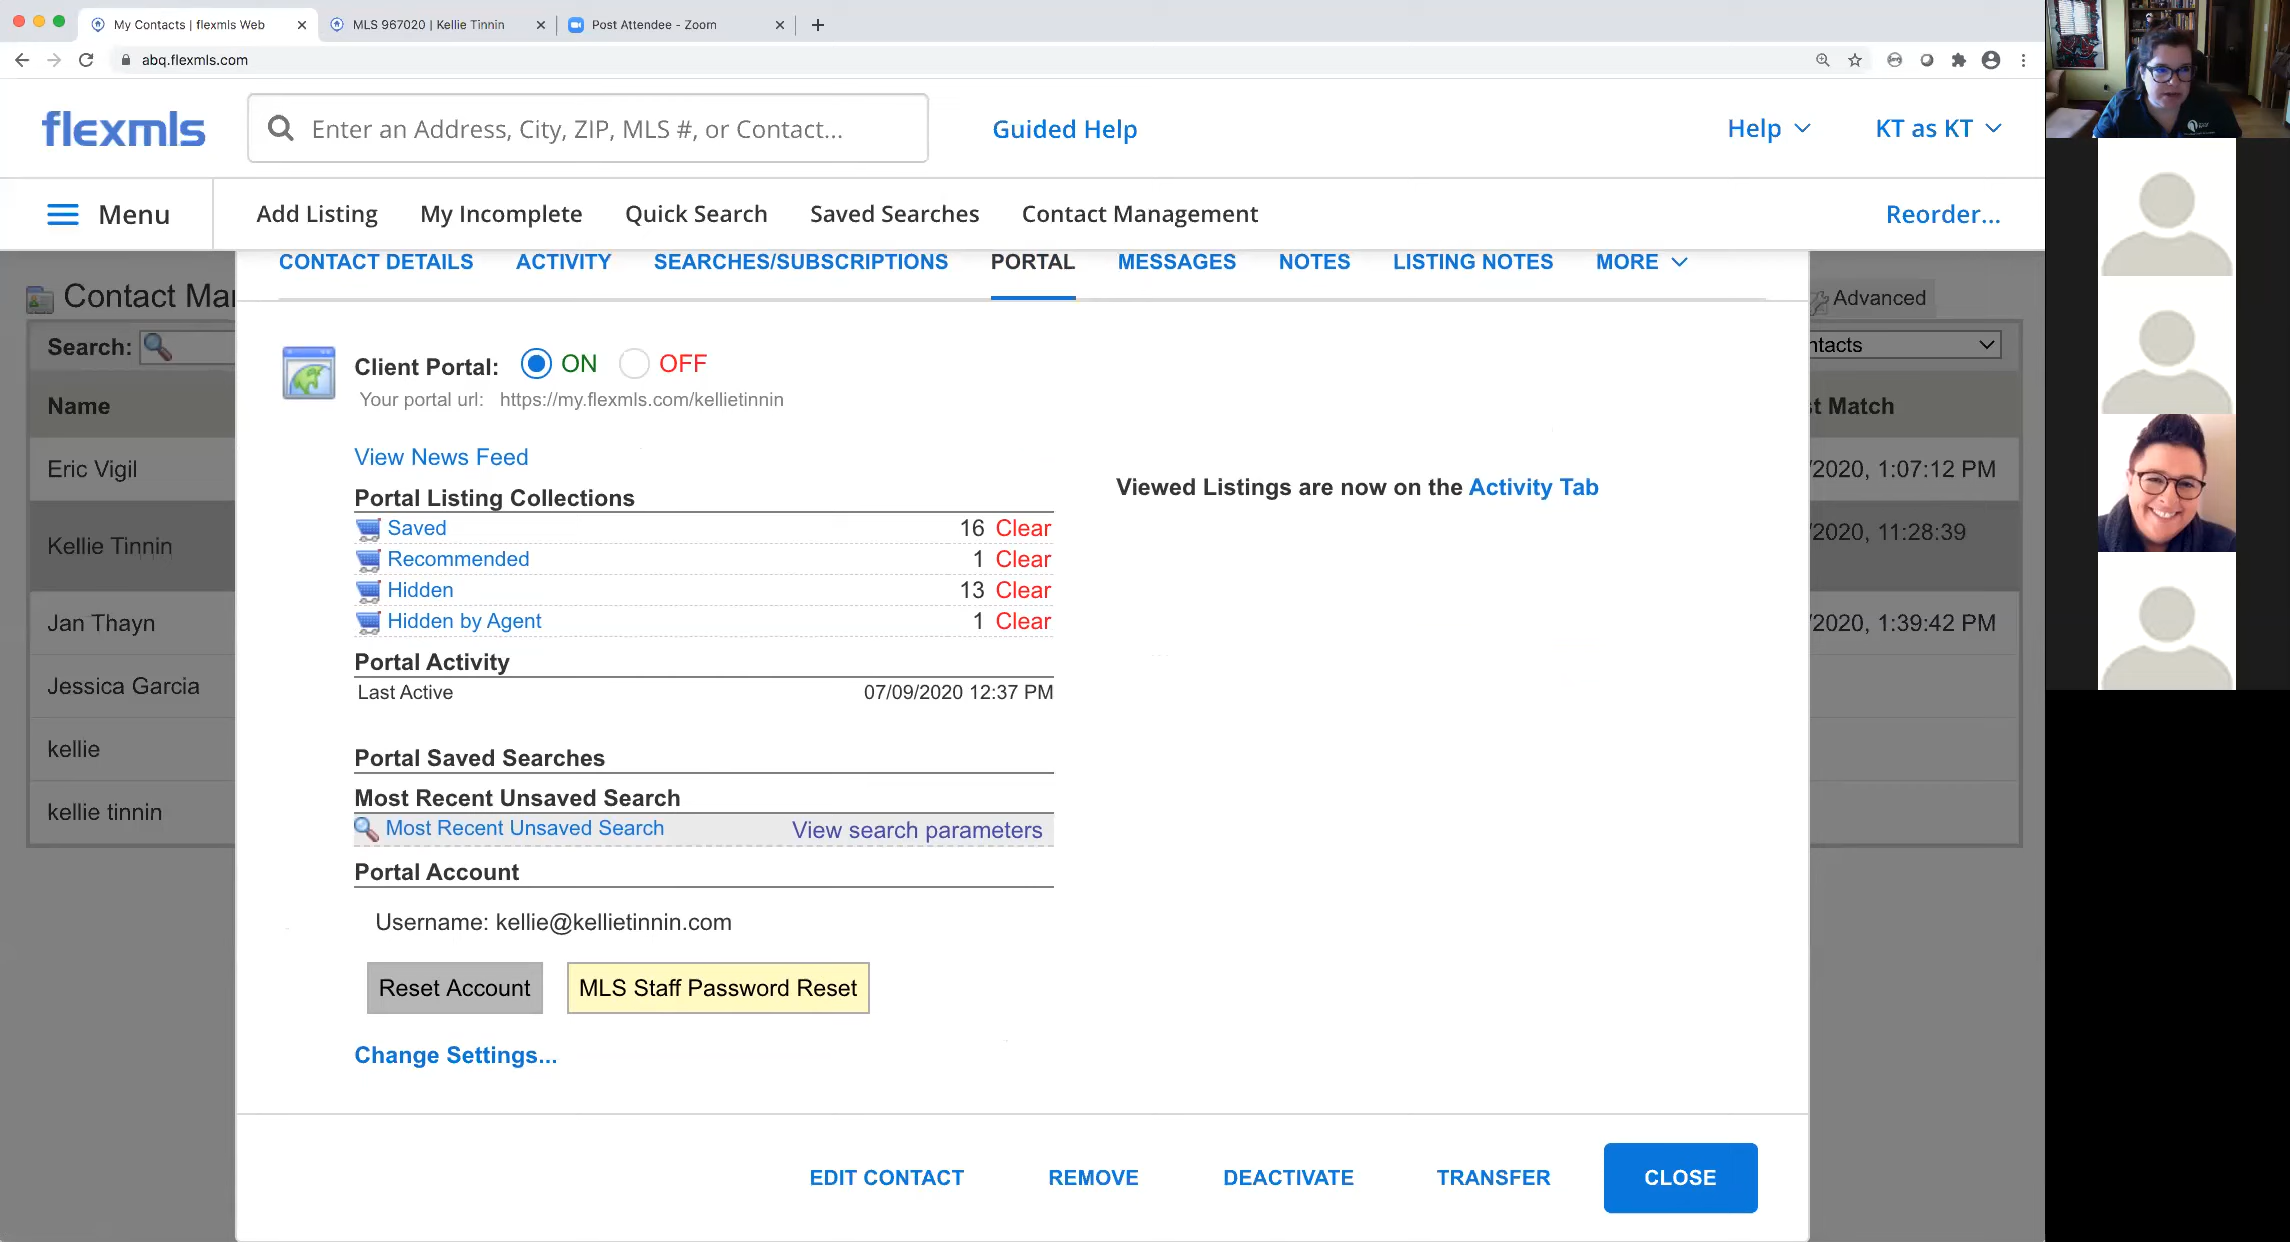 My Contacts | flexmls Web
MLS 967020 | Kellie Tinnin
Post Attendee - Zoom
abq.flexmls.com
flexmls
Enter an Address, City, ZIP, MLS #, or Contact...
Guided Help
Help
KT as KT
Menu
Add Listing
My Incomplete
Quick Search
Saved Searches
Contact Management
Reorder...
CONTACT DETAILS
ACTIVITY
SEARCHES/SUBSCRIPTIONS
PORTAL
MESSAGES
NOTES
LISTING NOTES
MORE
Contact Mar
Advanced
Search:
ntacts
Name
t Match
Eric Vigil
/2020, 1:07:12 PM
Kellie Tinnin
/2020, 11:28:39
Jan Thayn
/2020, 1:39:42 PM
Jessica Garcia
kellie
kellie tinnin
Client Portal: ON OFF
Your portal url: https://my.flexmls.com/kellietinnin
View News Feed
Portal Listing Collections
Saved 16 Clear
Recommended 1 Clear
Hidden 13 Clear
Hidden by Agent 1 Clear
Portal Activity
Last Active 07/09/2020 12:37 PM
Portal Saved Searches
Most Recent Unsaved Search
Most Recent Unsaved Search View search parameters
Portal Account
Username: kellie@kellietinnin.com
Reset Account
MLS Staff Password Reset
Change Settings...
Viewed Listings are now on the Activity Tab
EDIT CONTACT
REMOVE
DEACTIVATE
TRANSFER
CLOSE